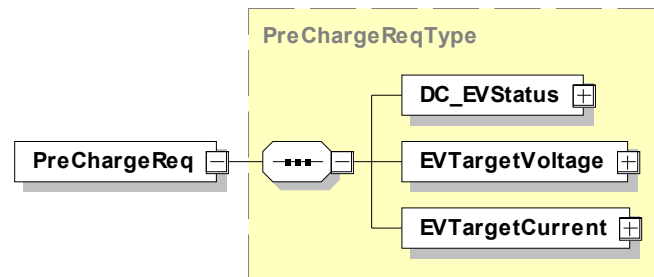 PreChargeReqType
DC_EVStatus
PreChargeReq
EVTargetVoltage
EVTargetCurrent